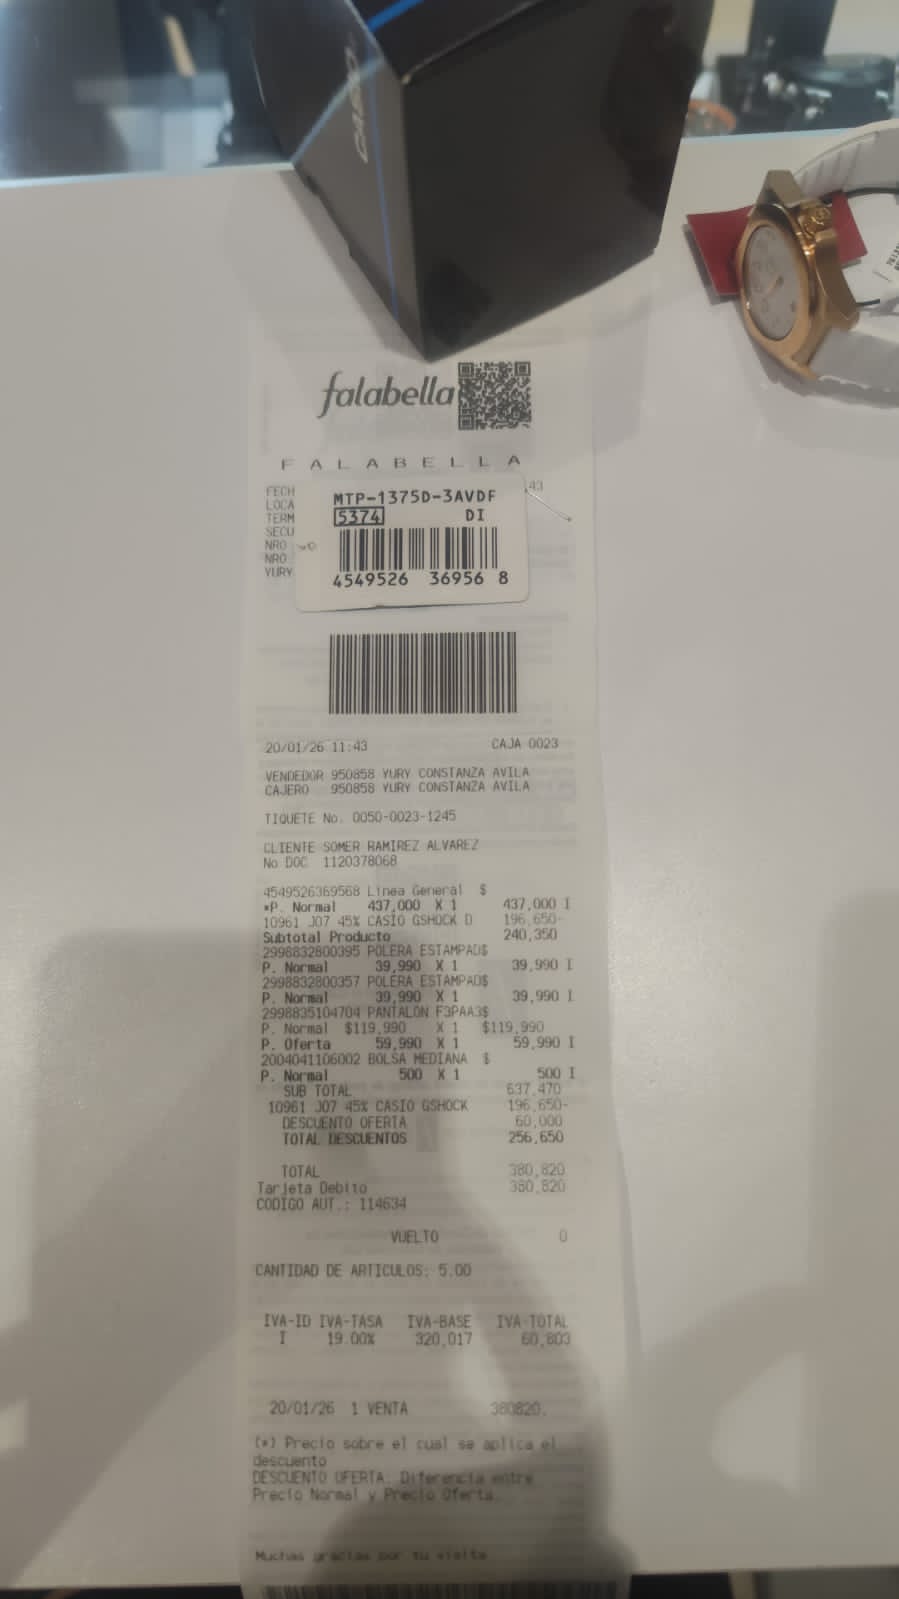 CASIO
falabella
F A L A B E L L A
FECH
LOCA
TERM
SECU
NRO
NRO
YURY
43
MTP-1375D-3AVDF
5374 DI
4549526 36956 8
20/01/26 11:43 CAJA 0023
VENDEDOR 950858 YURY CONSTANZA AVILA
CAJERO 950858 YURY CONSTANZA AVILA
TIQUETE No. 0050-0023-1245
CLIENTE SOMER RAMIREZ ALVAREZ
No DOC 1120378068
4549526369568 Linea General $
*P. Normal 437,000 X 1 437,000 I
10961 J07 45% CASIO GSHOCK D 196,650-
Subtotal Producto 240,350
2998832800395 POLERA ESTAMPAD$
P. Normal 39,990 X 1 39,990 I
2998832800357 POLERA ESTAMPAD$
P. Normal 39,990 X 1 39,990 I
2998835104704 PANTALON F3PAA3$
P. Normal $119,990 X 1 $119,990
P. Oferta 59,990 X 1 59,990 I
2004041106002 BOLSA MEDIANA $
P. Normal 500 X 1 500 I
SUB TOTAL 637,470
10961 J07 45% CASIO GSHOCK 196,650-
DESCUENTO OFERTA 60,000
TOTAL DESCUENTOS 256,650
TOTAL 380,820
Tarjeta Debito 380,820
CODIGO AUT.: 114634
VUELTO 0
CANTIDAD DE ARTICULOS: 5.00
IVA-ID IVA-TASA IVA-BASE IVA-TOTAL
I 19.00% 320,017 60,803
20/01/26 1 VENTA 380820.
(*) Precio sobre el cual se aplica el
descuento
DESCUENTO OFERTA: Diferencia entre
Precio Normal y Precio Oferta.
Muchas gracias por tu visita